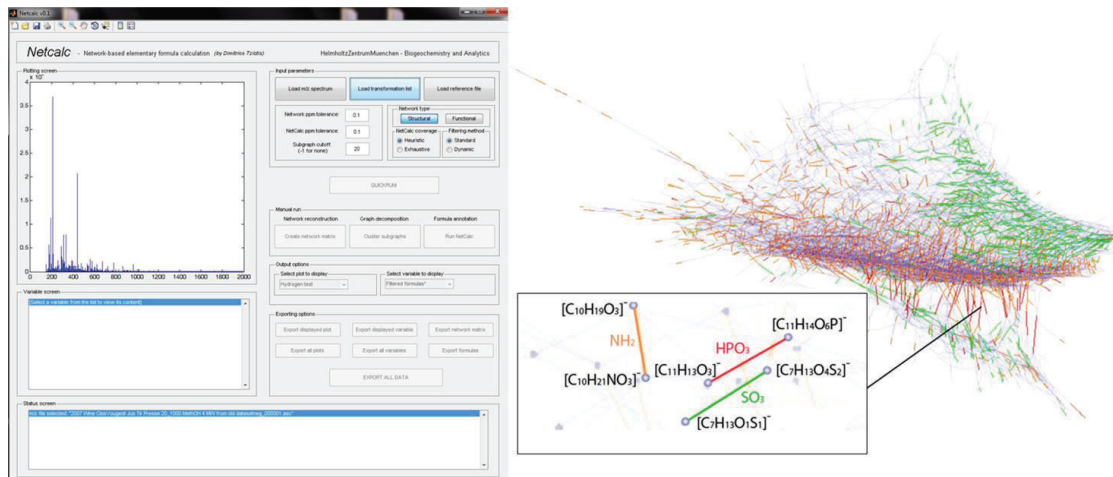 Netcalc v0.1
Netcalc - Network-based elementary formula calculation (by Dimitrios Tziotis) HelmholtzZentrumMuenchen - Biogeochemistry and Analytics
Plotting screen
x 10
4
3.5
3
2.5
2
1.5
1
0.5
0
0 200 400 600 800 1000 1200 1400 1600 1800 2000
Variable screen
(Select a variable from the list to view its content)
Input parameters
Load m/z spectrum Load transformation list Load reference file
Network ppm tolerance: 0.1
NetCalc ppm tolerance: 0.1
Subgraph cutoff: 20
(-1 for none)
Network type
Structural Functional
NetCalc coverage
Heuristic
Exhaustive
Filtering method
Standard
Dynamic
QUICKRUN!
Manual run
Network reconstruction Graph decomposition Formula annotation
Create network matrix Cluster subgraphs Run NetCalc
Output options
Select plot to display
Hydrogen test
Select variable to display
Filtered formulas*
Exporting options
Export displayed plot Export displayed variable Export network matrix
Export all plots Export all variables Export formulas
EXPORT ALL DATA
Status screen
[C₁₀H₁₉O₃]⁻
NH₂
[C₁₀H₂₁NO₃]⁻
[C₁₁H₁₄O₆P]⁻
HPO₃
[C₁₁H₁₃O₃]⁻
[C₇H₁₃O₄S₂]⁻
SO₃
[C₇H₁₃O₁S₁]⁻